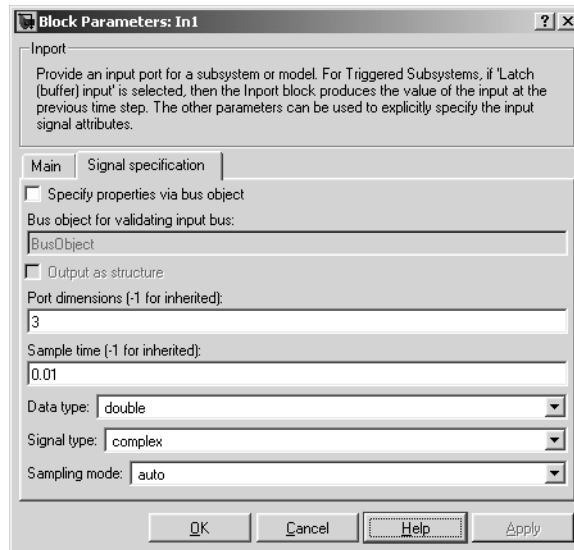 Block Parameters: In1
Inport
Provide an input port for a subsystem or model. For Triggered Subsystems, if 'Latch
(buffer) input' is selected, then the Inport block produces the value of the input at the
previous time step. The other parameters can be used to explicitly specify the input
signal attributes.
Main Signal specification
Specify properties via bus object
Bus object for validating input bus:
BusObject
Output as structure
Port dimensions (-1 for inherited):
3
Sample time (-1 for inherited):
0.01
Data type: double
Signal type: complex
Sampling mode: auto
OK Cancel Help Apply